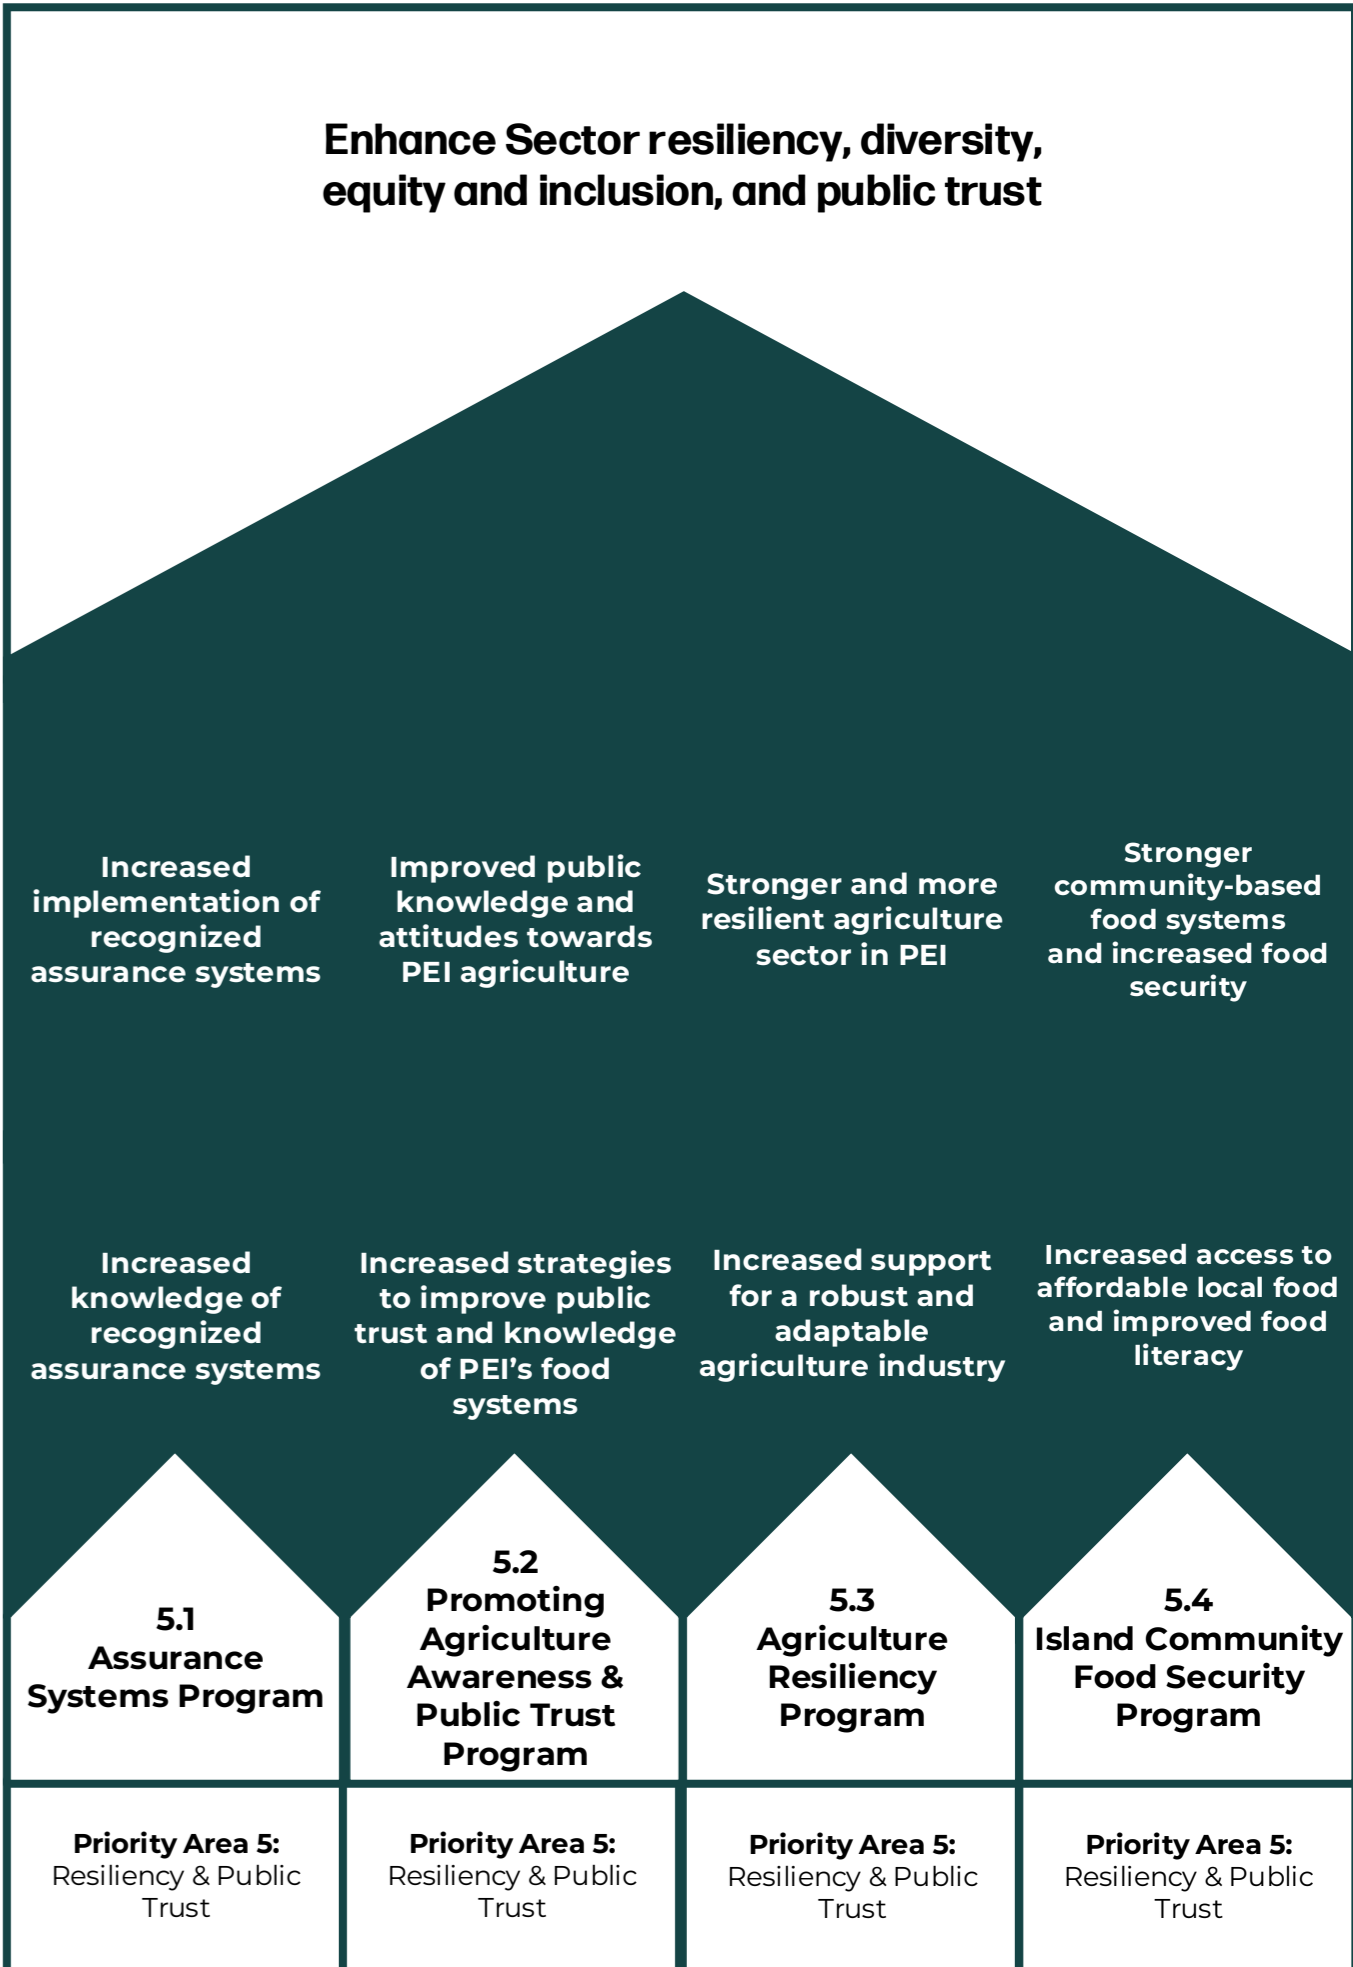 Enhance Sector resiliency, diversity,
equity and inclusion, and public trust
Increased
implementation of
recognized
assurance systems
Improved public
knowledge and
attitudes towards
PEI agriculture
Stronger and more
resilient agriculture
sector in PEI
Stronger
community-based
food systems
and increased food
security
Increased
knowledge of
recognized
assurance systems
Increased strategies
to improve public
trust and knowledge
of PEI’s food
systems
Increased support
for a robust and
adaptable
agriculture industry
Increased access to
affordable local food
and improved food
literacy
5.1
Assurance
Systems Program
5.2
Promoting
Agriculture
Awareness &
Public Trust
Program
5.3
Agriculture
Resiliency
Program
5.4
Island Community
Food Security
Program
Priority Area 5:
Resiliency & Public
Trust
Priority Area 5:
Resiliency & Public
Trust
Priority Area 5:
Resiliency & Public
Trust
Priority Area 5:
Resiliency & Public
Trust